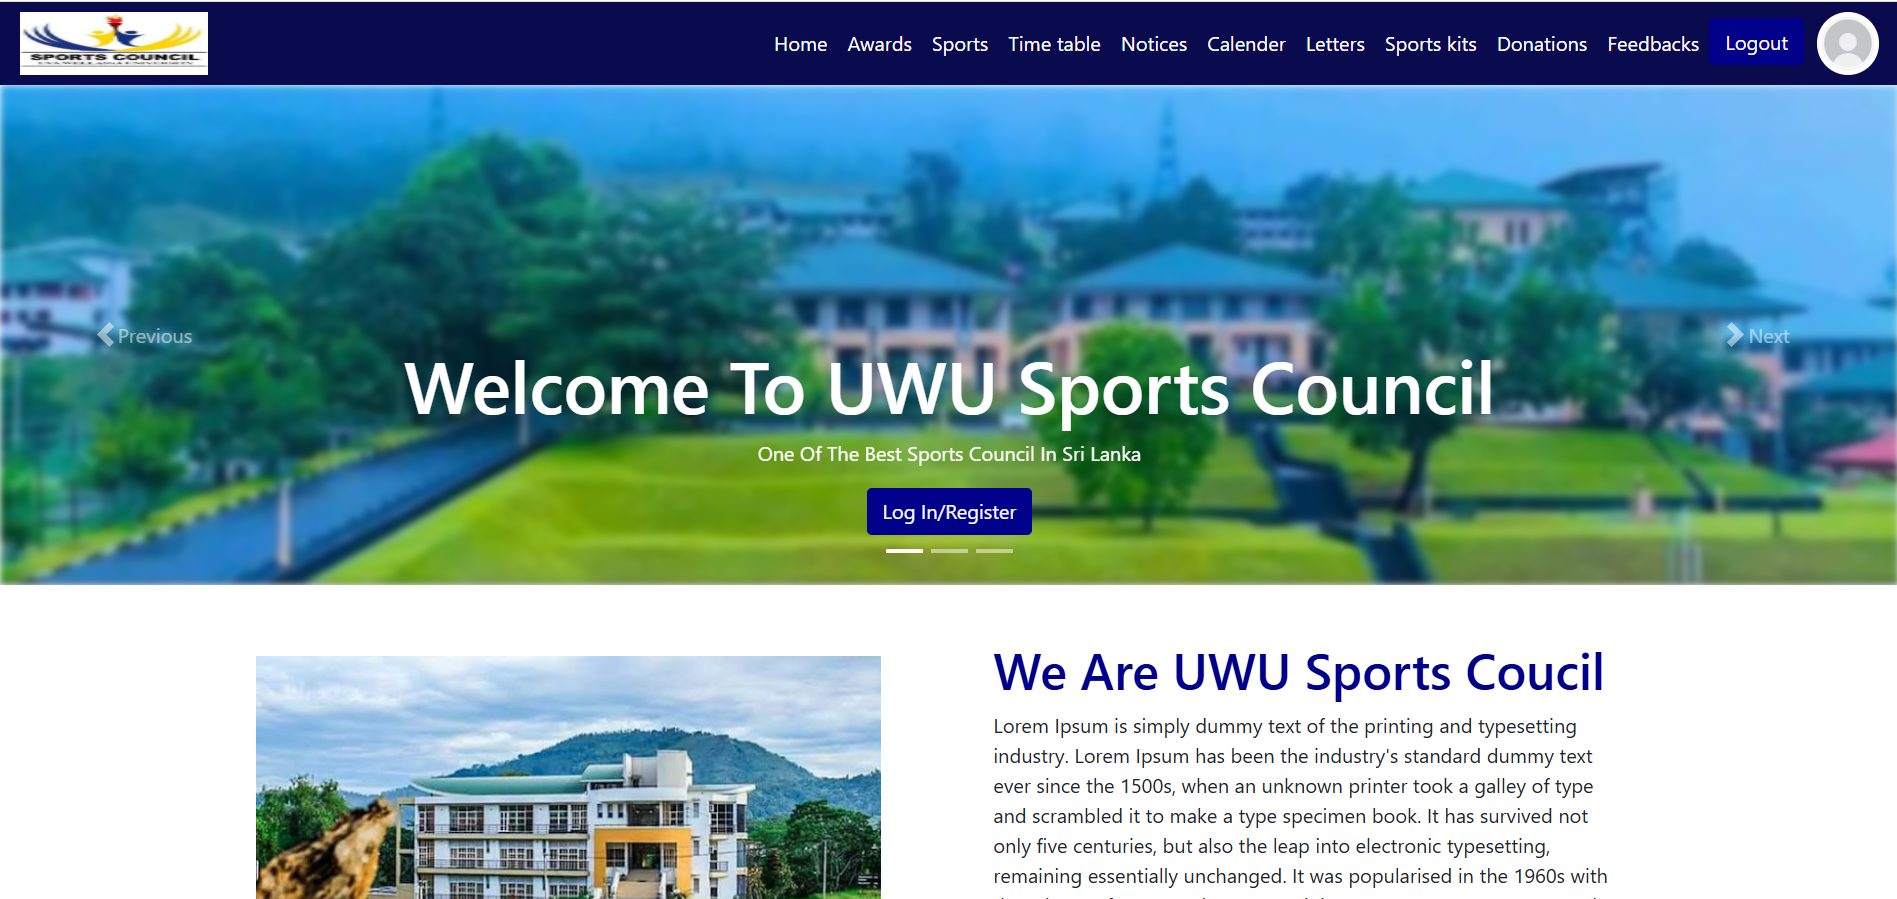 SPORTS COUNCIL
UVA WELLASSA UNIVERSITY
Home Awards Sports Time table Notices Calender Letters Sports kits Donations Feedbacks Logout
Previous
Next
Welcome To UWU Sports Council
One Of The Best Sports Council In Sri Lanka
Log In/Register
We Are UWU Sports Coucil
Lorem Ipsum is simply dummy text of the printing and typesetting
industry. Lorem Ipsum has been the industry's standard dummy text
ever since the 1500s, when an unknown printer took a galley of type
and scrambled it to make a type specimen book. It has survived not
only five centuries, but also the leap into electronic typesetting,
remaining essentially unchanged. It was popularised in the 1960s with